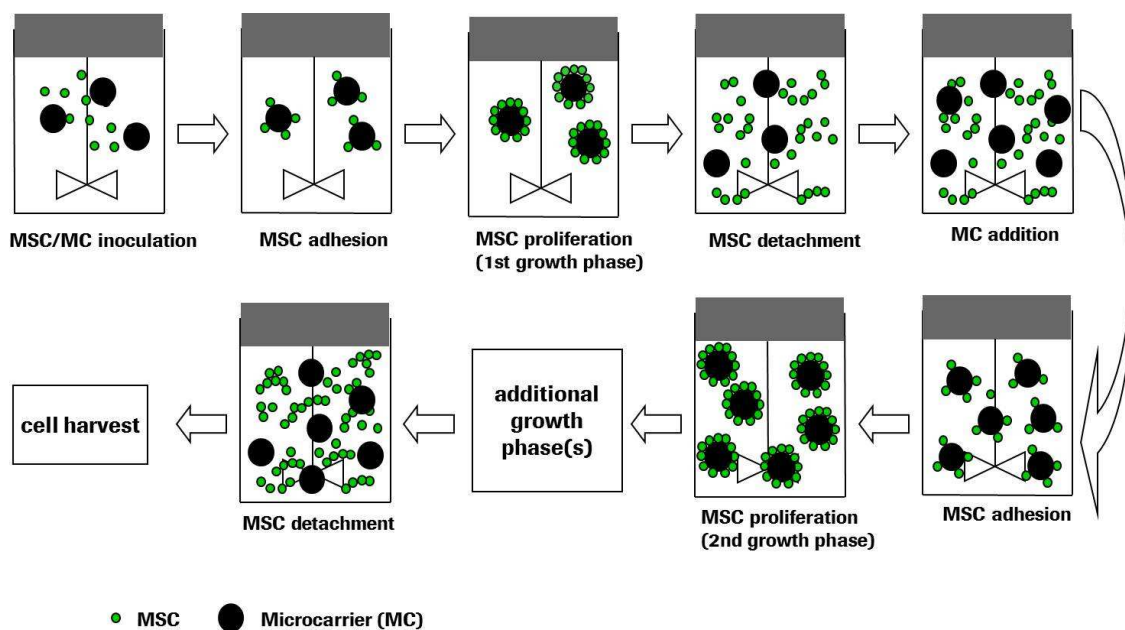 MSC/MC inoculation
MSC adhesion
MSC proliferation
(1st growth phase)
MSC detachment
MC addition
cell harvest
MSC detachment
additional
growth
phase(s)
MSC proliferation
(2nd growth phase)
MSC adhesion
MSC
Microcarrier (MC)